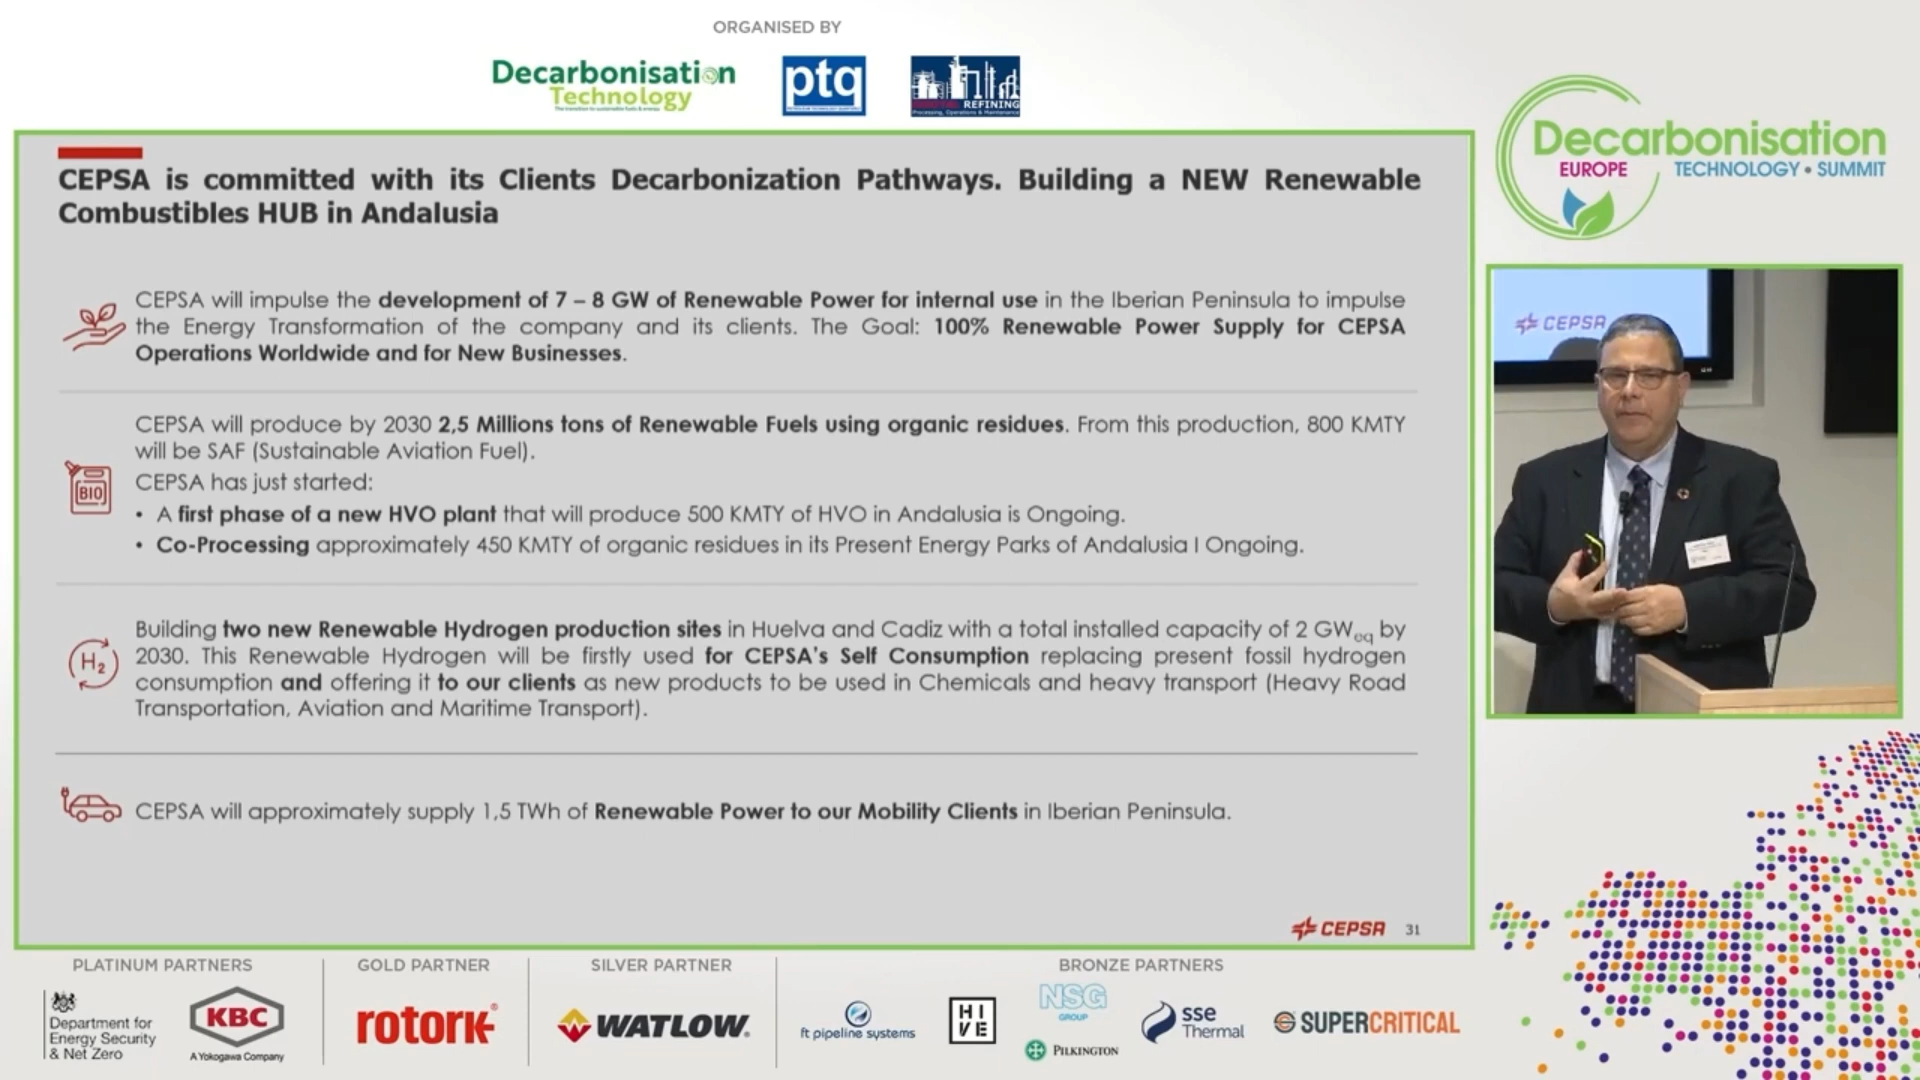 ORGANISED BY
Decarbonisation
Technology
ptq
REFINING
CEPSA is committed with its Clients Decarbonization Pathways. Building a NEW Renewable
Combustibles HUB in Andalusia
CEPSA will impulse the development of 7 – 8 GW of Renewable Power for internal use in the Iberian Peninsula to impulse
the Energy Transformation of the company and its clients. The Goal: 100% Renewable Power Supply for CEPSA
Operations Worldwide and for New Businesses.
BIO
CEPSA will produce by 2030 2,5 Millions tons of Renewable Fuels using organic residues. From this production, 800 KMTY
will be SAF (Sustainable Aviation Fuel).
CEPSA has just started:
• A first phase of a new HVO plant that will produce 500 KMTY of HVO in Andalusia is Ongoing.
• Co-Processing approximately 450 KMTY of organic residues in its Present Energy Parks of Andalusia I Ongoing.
H2
Building two new Renewable Hydrogen production sites in Huelva and Cadiz with a total installed capacity of 2 GWeq by
2030. This Renewable Hydrogen will be firstly used for CEPSA's Self Consumption replacing present fossil hydrogen
consumption and offering it to our clients as new products to be used in Chemicals and heavy transport (Heavy Road
Transportation, Aviation and Maritime Transport).
CEPSA will approximately supply 1,5 TWh of Renewable Power to our Mobility Clients in Iberian Peninsula.
CEPSA 31
Decarbonisation
EUROPE TECHNOLOGY • SUMMIT
CEPSA
PLATINUM PARTNERS
Department for
Energy Security
& Net Zero
KBC
A Yokogawa Company
GOLD PARTNER
rotork®
SILVER PARTNER
WATLOW®
BRONZE PARTNERS
ft pipeline systems
HI
VE
NSG
GROUP
PILKINGTON
sse
Thermal
SUPERCRITICAL